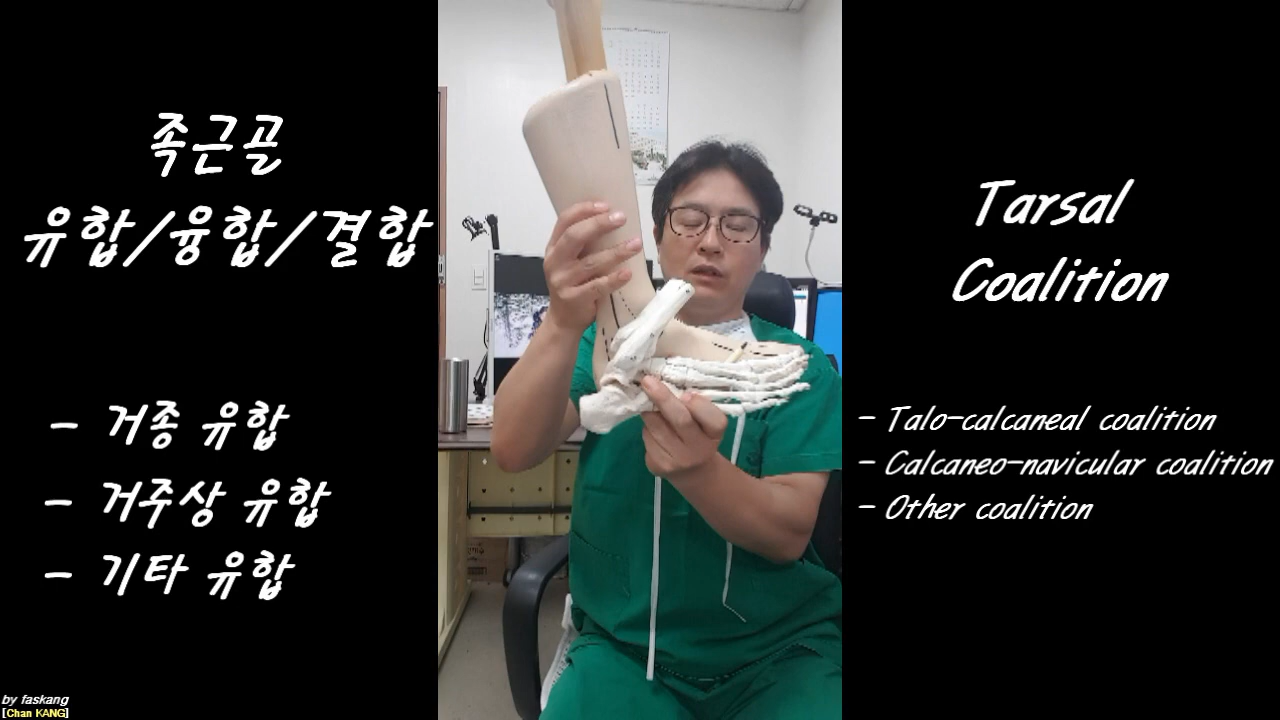 족근골
유합/융합/결합
- 거종 유합
- 거주상 유합
- 기타 유합
by faskang
[Chan KANG]
Tarsal
Coalition
- Talo-calcaneal coalition
- Calcaneo-navicular coalition
- Other coalition